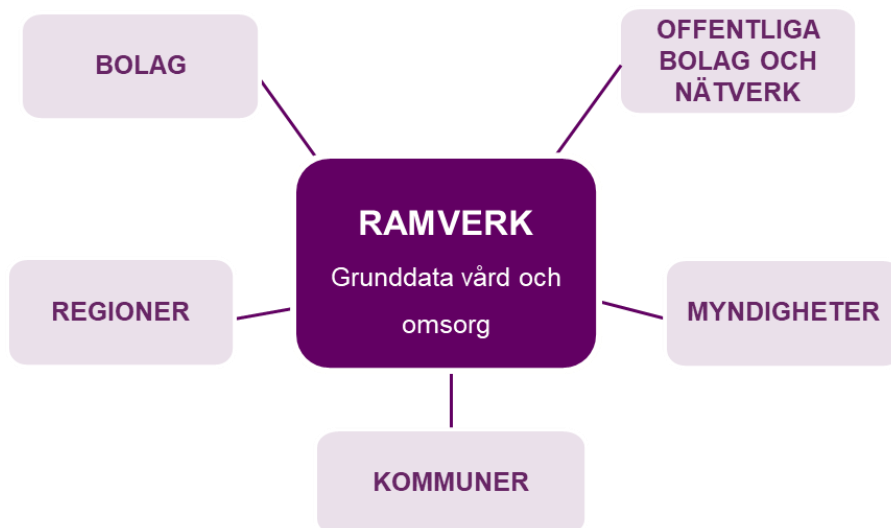 BOLAG
OFFENTLIGA
BOLAG OCH
NÄTVERK
RAMVERK
Grunddata vård och
omsorg
REGIONER
MYNDIGHETER
KOMMUNER